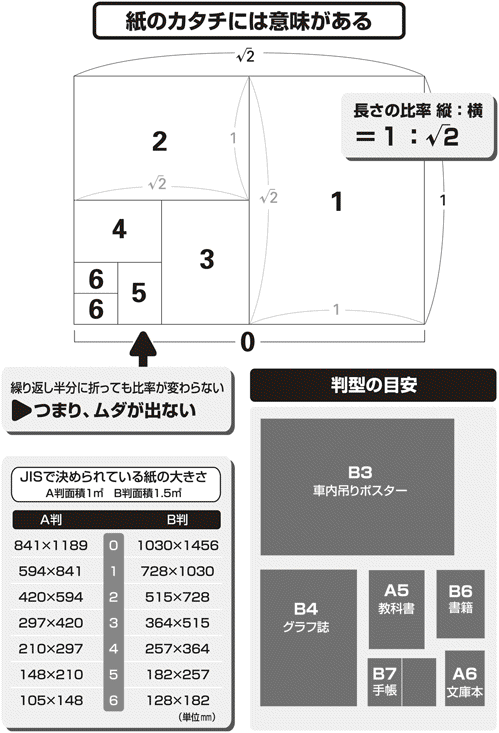 紙のカタチには意味がある
√2
2
1
長さの比率 縦：横
＝1：√2
√2
√2
1
1
4
3
6
5
6
1
0
繰り返し半分に折っても比率が変わらない
▶つまり、ムダが出ない
判型の目安
JISで決められている紙の大きさ
A判面積1㎡ B判面積1.5㎡
A判 B判
841×1189 0 1030×1456
594×841 1 728×1030
420×594 2 515×728
297×420 3 364×515
210×297 4 257×364
148×210 5 182×257
105×148 6 128×182
(単位㎜)
B3
車内吊りポスター
B4
グラフ誌
A5
教科書
B6
書籍
B7
手帳
A6
文庫本